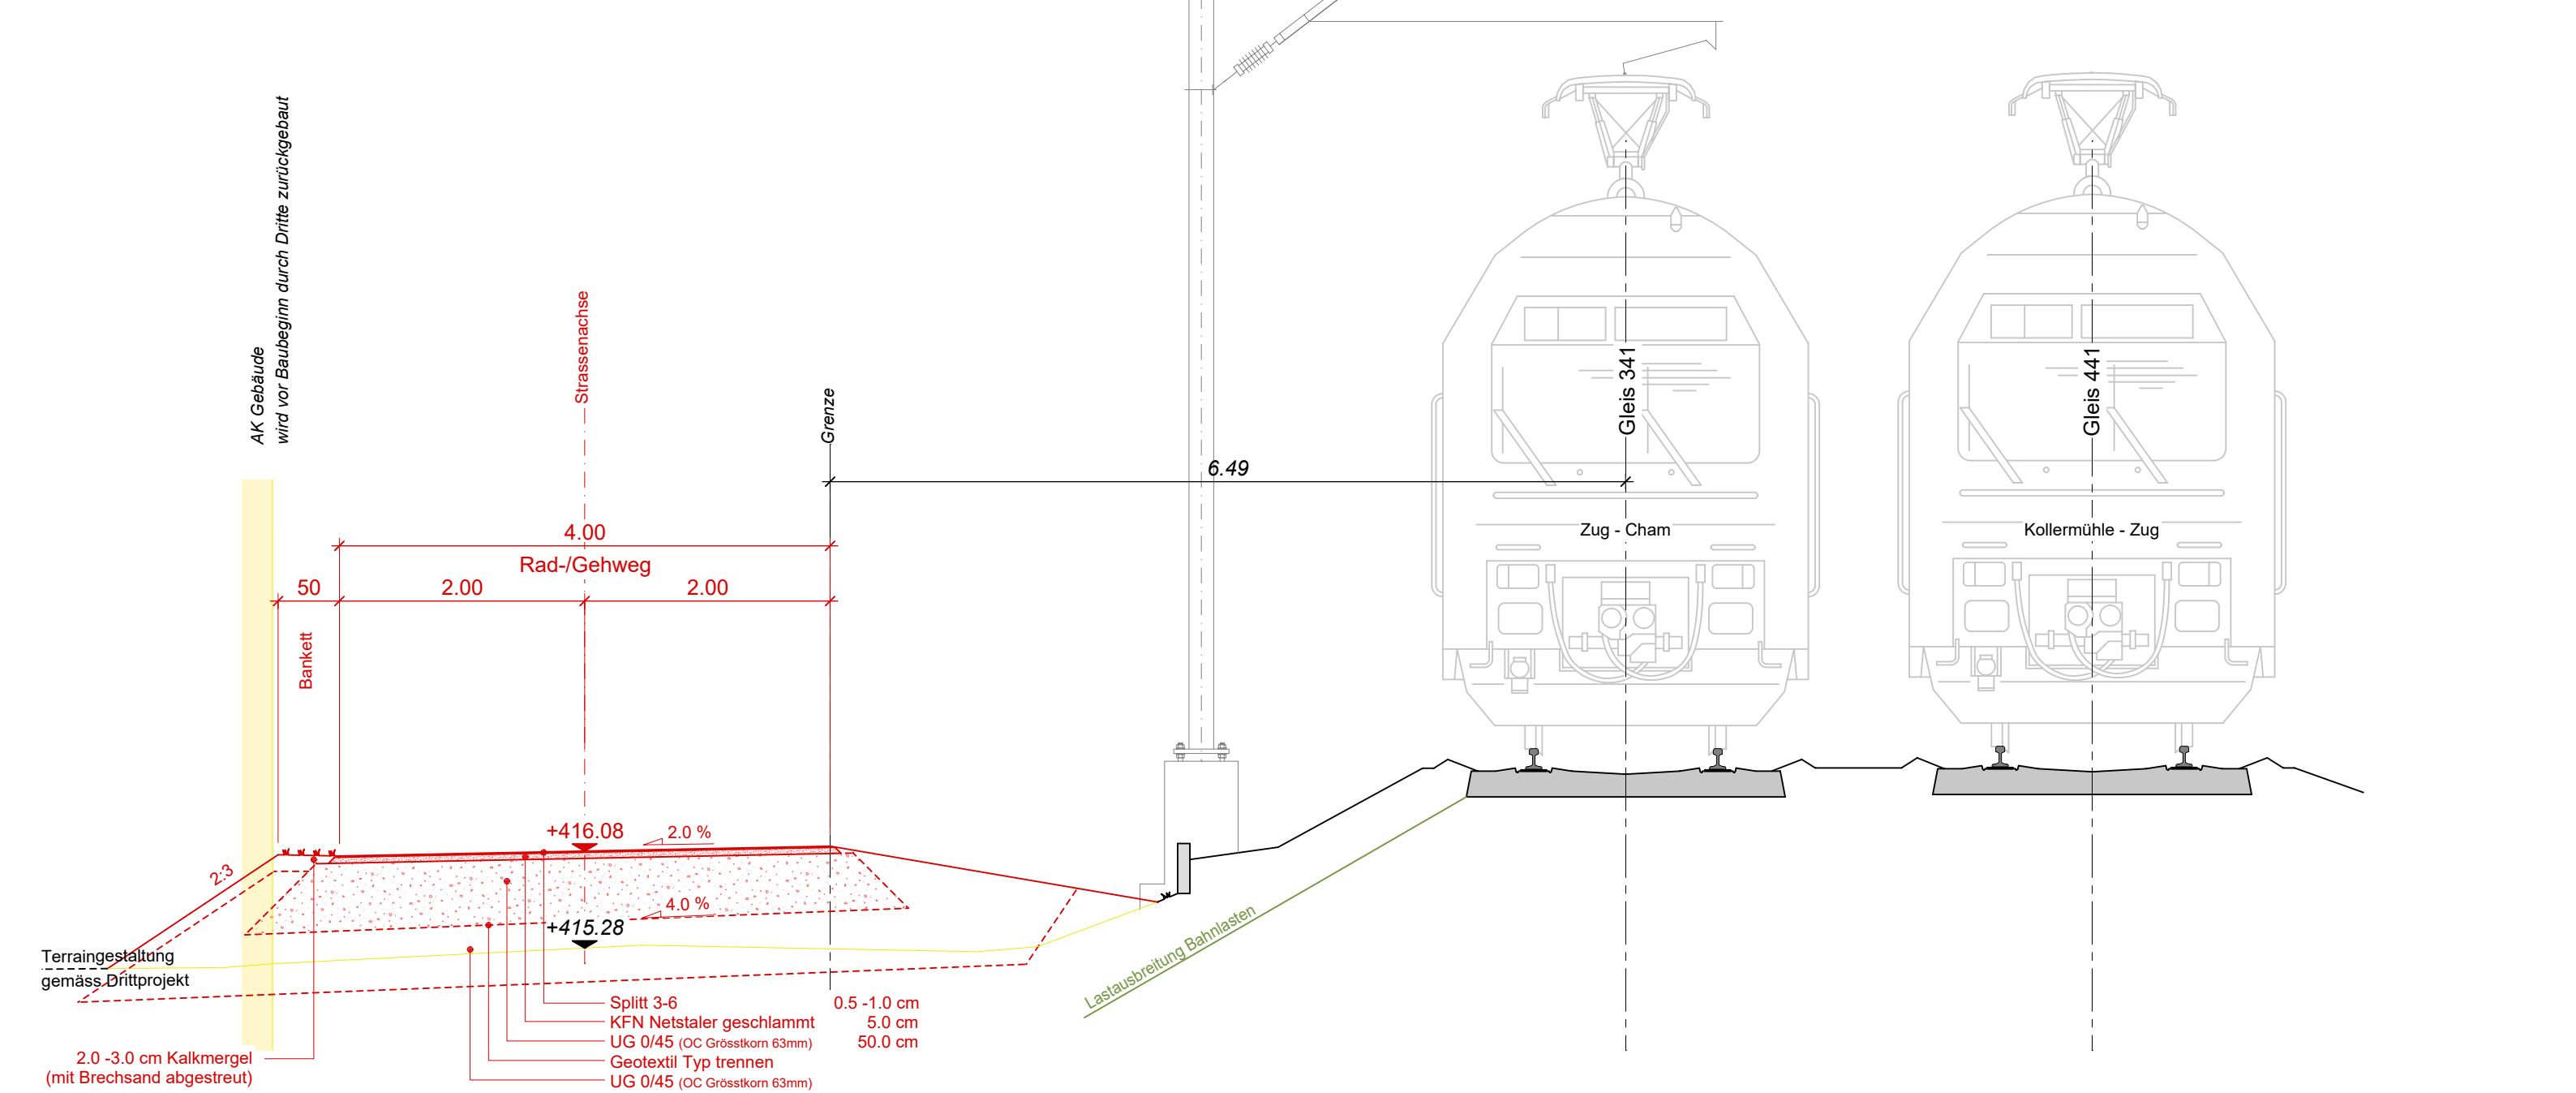 AK Gebäude
wird vor Baubeginn durch Dritte zurückgebaut
Strassenachse
Grenze
Gleis 341
Gleis 441
6.49
Zug - Cham
Kollermühle - Zug
4.00
Rad-/Gehweg
50
2.00
2.00
Bankett
+416.08
2.0 %
2:3
4.0 %
+415.28
Lastausbreitung Bahnlasten
Terraingestaltung
gemäss Drittprojekt
Splitt 3-6 0.5 -1.0 cm
KFN Netstaler geschlammt 5.0 cm
UG 0/45 (OC Grösstkorn 63mm) 50.0 cm
Geotextil Typ trennen
UG 0/45 (OC Grösstkorn 63mm)
2.0 -3.0 cm Kalkmergel
(mit Brechsand abgestreut)